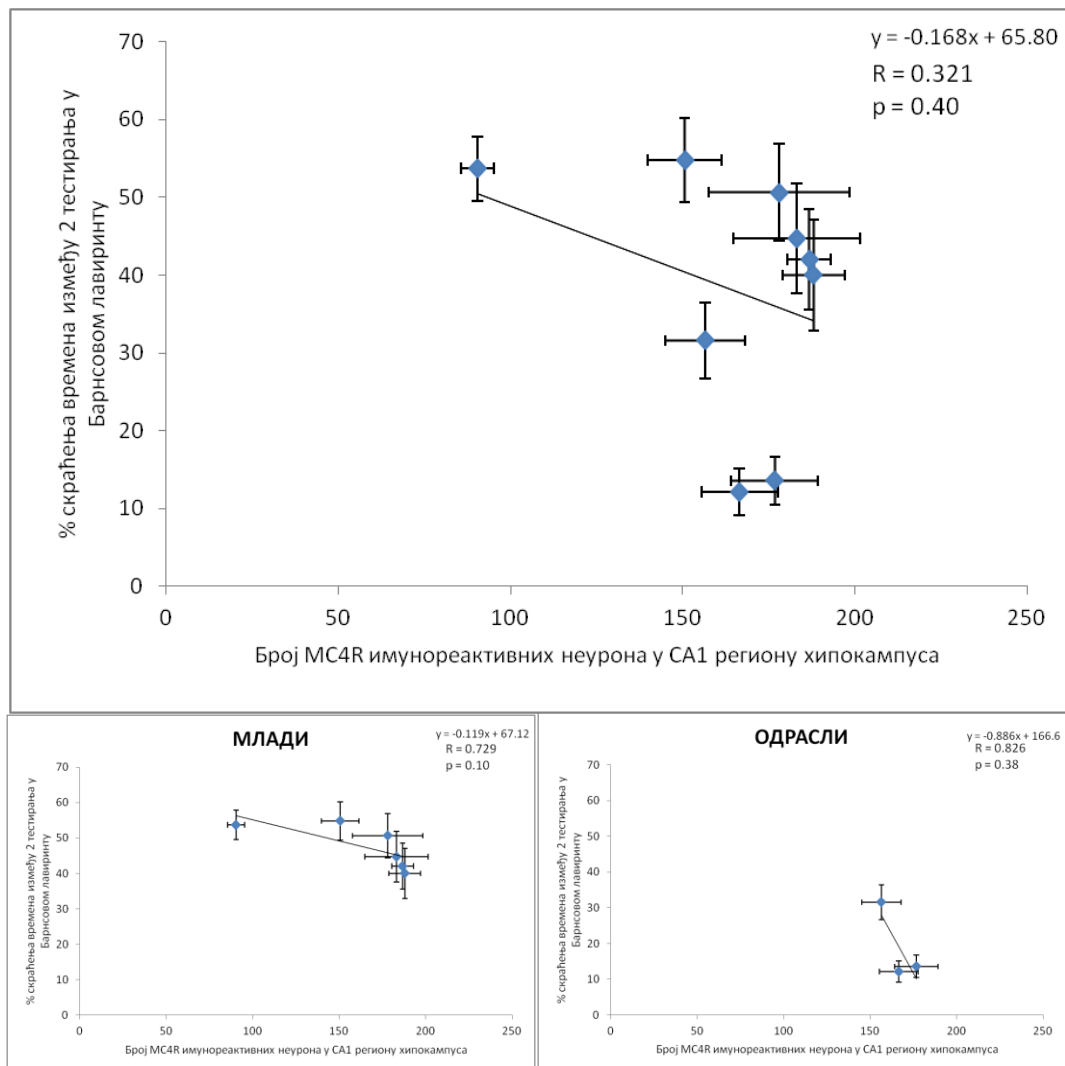 y = -0.168x + 65.80
R = 0.321
p = 0.40
% скраћења времена између 2 тестирања у
Барнсовом лавиринту
70
60
50
40
30
20
10
0
0 50 100 150 200 250
Број MC4R имунореактивних неурона у CA1 региону хипокампуса
МЛАДИ
y = -0.119x + 67.12
R = 0.729
p = 0.10
% скраћења времена између 2 тестирања у
Барнсовом лавиринту
70
60
50
40
30
20
10
0
0 50 100 150 200 250
Број MC4R имунореактивних неурона у CA1 региону хипокампуса
ОДРАСЛИ
y = -0.886x + 166.6
R = 0.826
p = 0.38
% скраћења времена између 2 тестирања у
Барнсовом лавиринту
70
60
50
40
30
20
10
0
0 50 100 150 200 250
Број MC4R имунореактивних неурона у CA1 региону хипокампуса